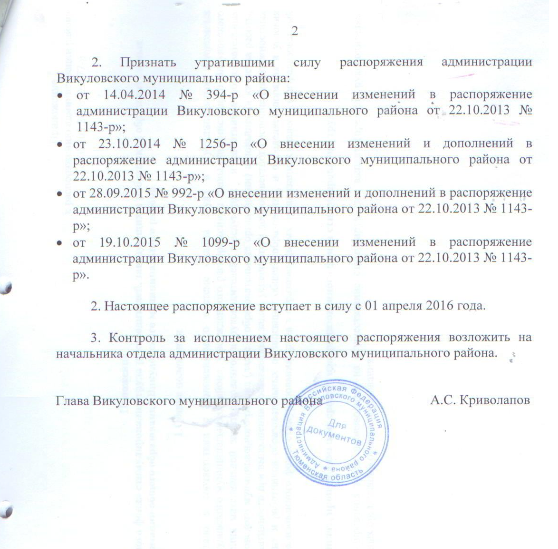 2
2. Признать утратившими силу распоряжения администрации
Викуловского муниципального района:
• от 14.04.2014 № 394-р «О внесении изменений в распоряжение
администрации Викуловского муниципального района от 22.10.2013 №
1143-р»;
• от 23.10.2014 № 1256-р «О внесении изменений и дополнений в
распоряжение администрации Викуловского муниципального района от
22.10.2013 № 1143-р»;
• от 28.09.2015 № 992-р «О внесении изменений и дополнений в распоряжение
администрации Викуловского муниципального района от 22.10.2013 № 1143-
р»;
• от 19.10.2015 № 1099-р «О внесении изменений в распоряжение
администрации Викуловского муниципального района от 22.10.2013 № 1143-
р».
2. Настоящее распоряжение вступает в силу с 01 апреля 2016 года.
3. Контроль за исполнением настоящего распоряжения возложить на
начальника отдела администрации Викуловского муниципального района.
Глава Викуловского муниципального района А.С. Криволапов
Российская Федерация
Тюменская область
Администрация Викуловского муниципального района
Для
документов